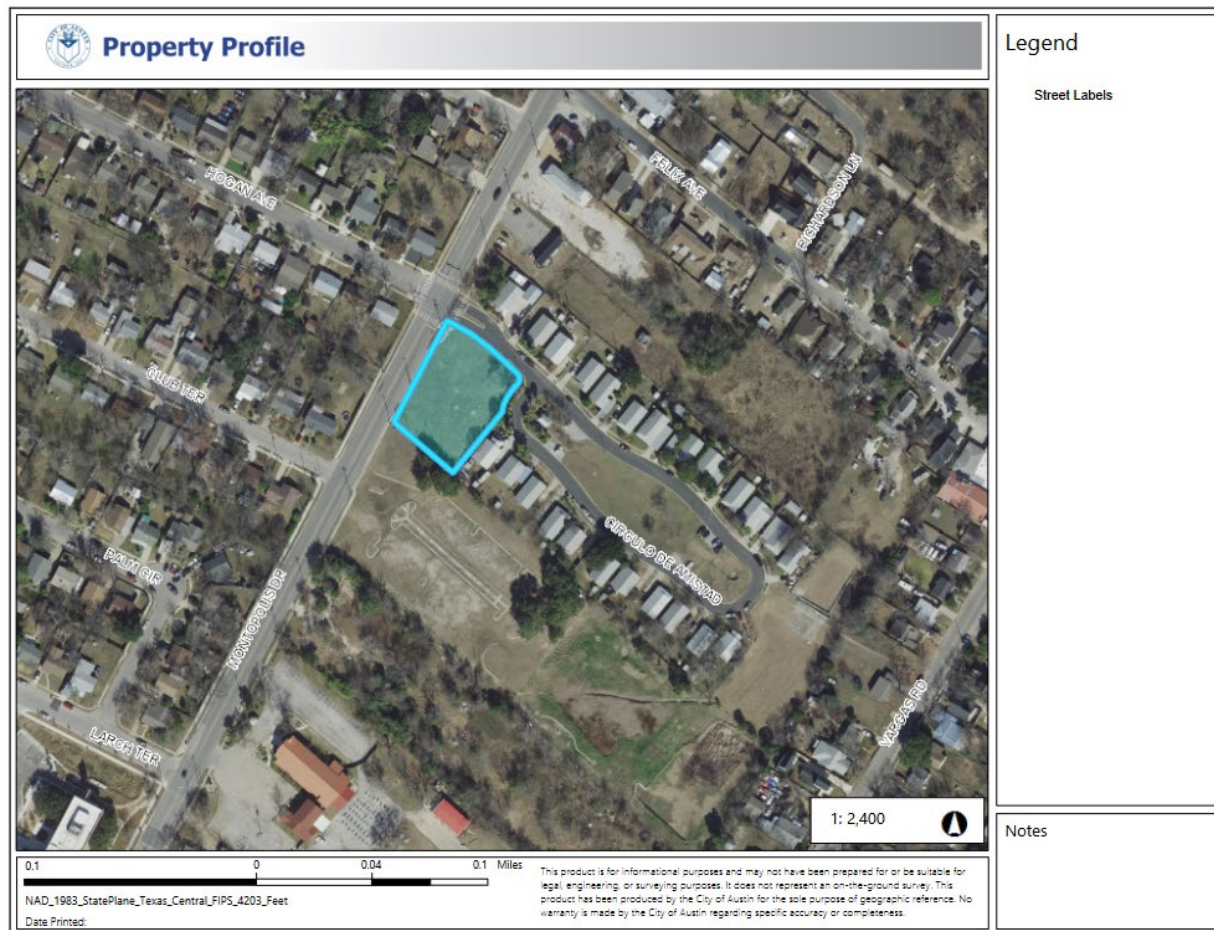 Property Profile
Legend
Street Labels
HOGAN AVE
FELIX AVE
RICHARDSON LN
CLUB TER
PALM CIR
MONTOPOLIS DR
CIRCULO DE AMISTAD
VARGAS RD
LARCH TER
1: 2,400
Notes
0.1 0 0.04 0.1 Miles
NAD_1983_StatePlane_Texas_Central_FIPS_4203_Feet
Date Printed:
This product is for informational purposes and may not have been prepared for or be suitable for
legal, engineering, or surveying purposes. It does not represent an on-the-ground survey. This
product has been produced by the City of Austin for the sole purpose of geographic reference. No
warranty is made by the City of Austin regarding specific accuracy or completeness.